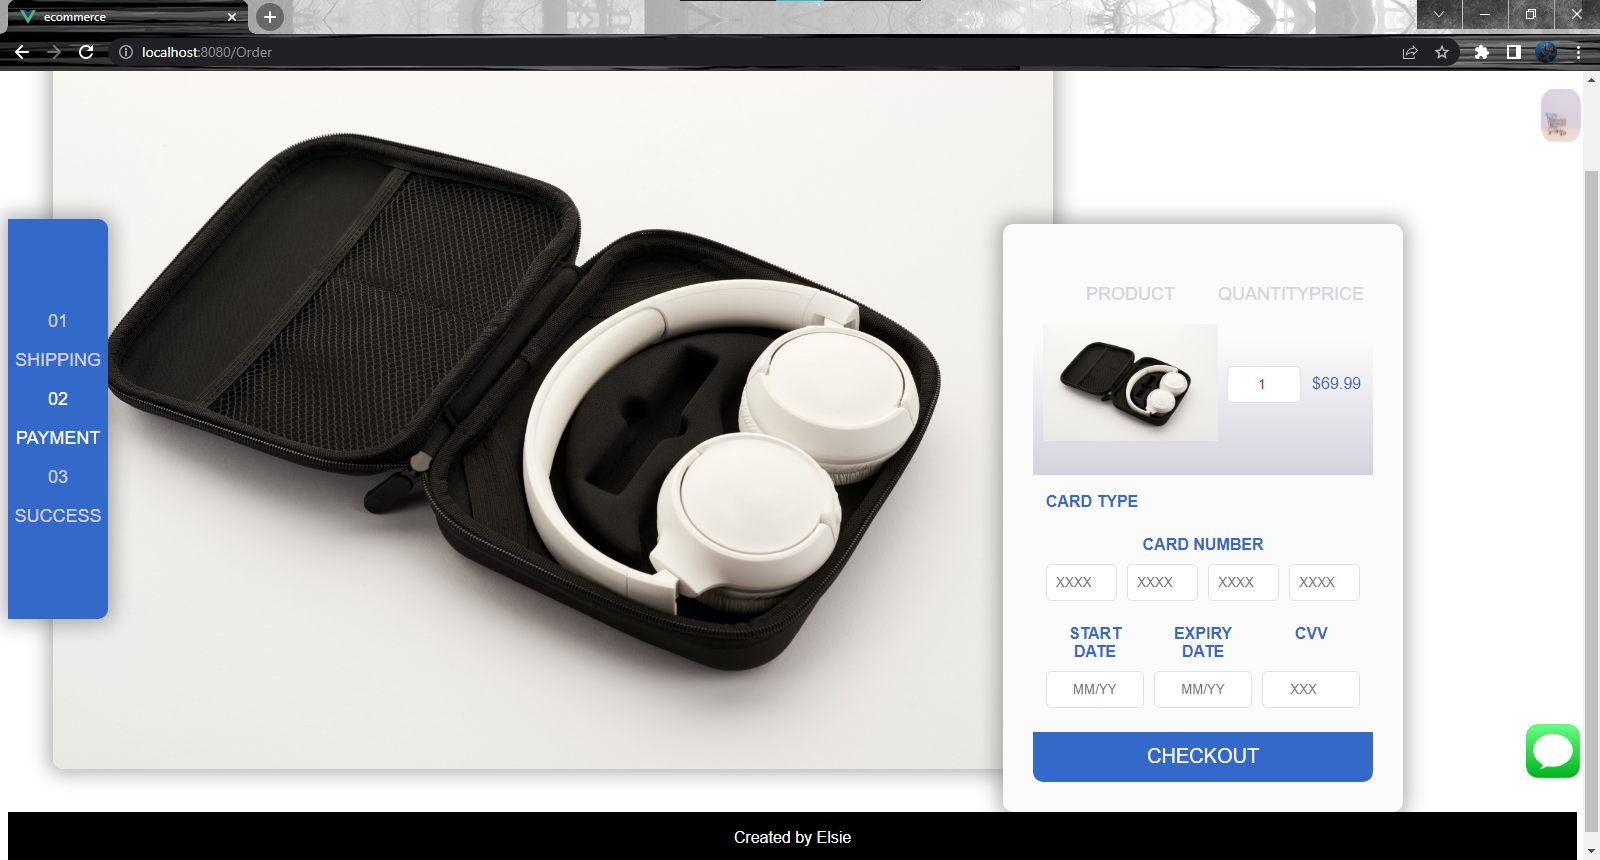 ecommerce
localhost:8080/Order
01
SHIPPING
02
PAYMENT
03
SUCCESS
PRODUCT QUANTITYPRICE
1 $69.99
CARD TYPE
CARD NUMBER
XXXX XXXX XXXX XXXX
START DATE
EXPIRY DATE
CVV
MM/YY MM/YY XXX
CHECKOUT
Created by Elsie